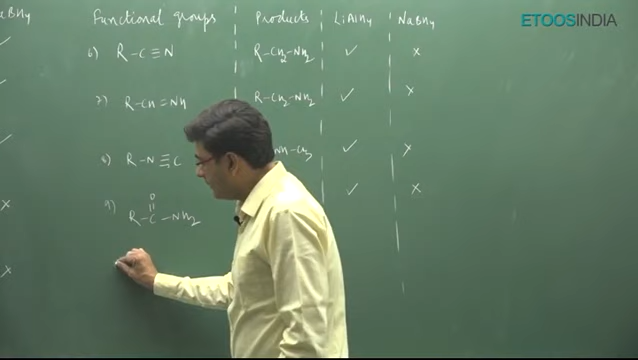 ETOOSINDIA
aBH4 Functional groups Products LiAlH4 NaBH4
✓ 6) R-C≡N R-CH2-NH2 ✓ ×
7) R-CH=NH R-CH2-NH2 ✓ ×
✓ 8) R-N≡C NH-CH3 ✓ ×
× 9) R-C-NH2 ✓ ×
O
×